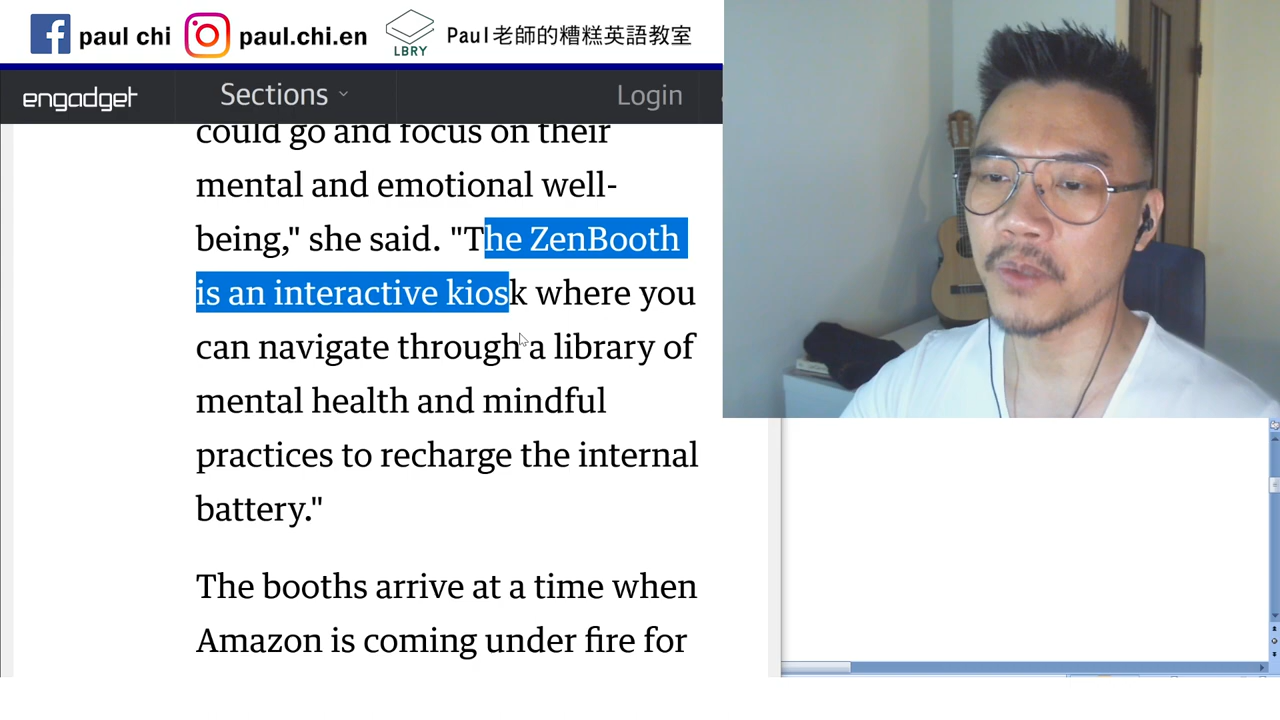 paul chi
paul.chi.en
LBRY
Paul老師的糟糕英語教室
engadget
Sections
Login
could go and focus on their
mental and emotional well-
being," she said. "The ZenBooth
is an interactive kiosk where you
can navigate through a library of
mental health and mindful
practices to recharge the internal
battery."
The booths arrive at a time when
Amazon is coming under fire for